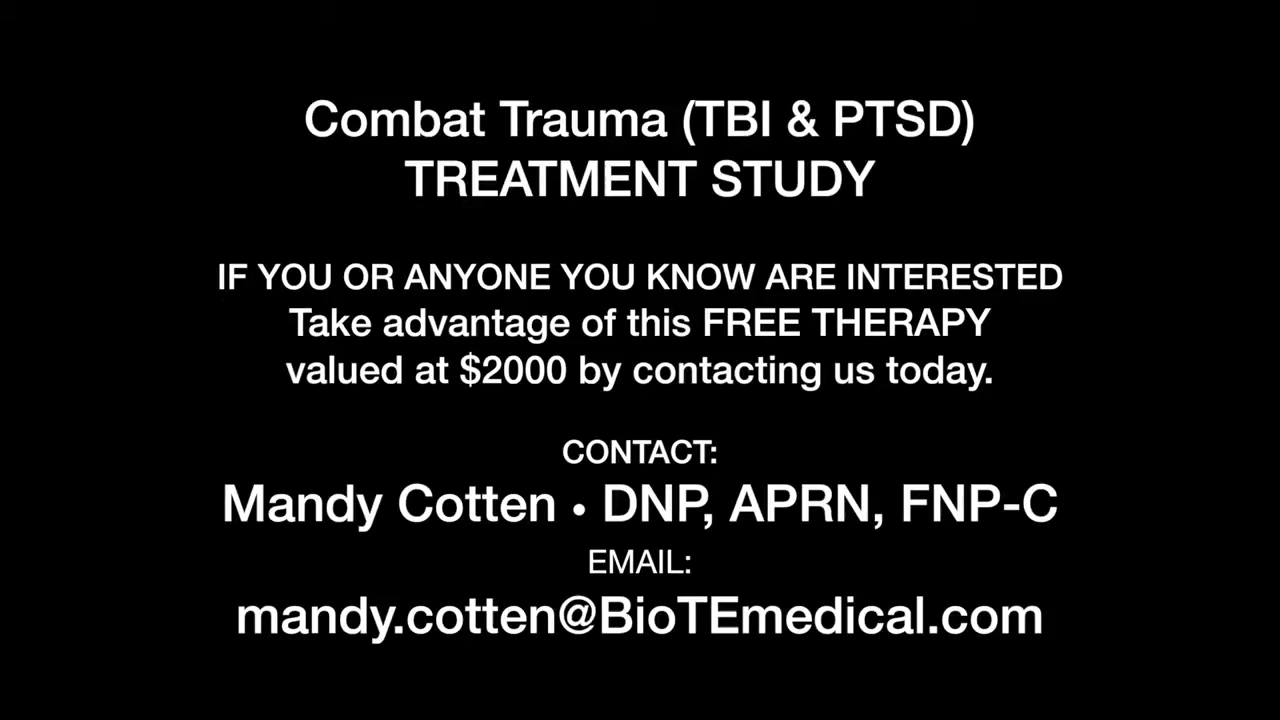 Combat Trauma (TBI & PTSD)
TREATMENT STUDY
IF YOU OR ANYONE YOU KNOW ARE INTERESTED
Take advantage of this FREE THERAPY
valued at $2000 by contacting us today.
CONTACT:
Mandy Cotten • DNP, APRN, FNP-C
EMAIL:
mandy.cotten@BioTEmedical.com